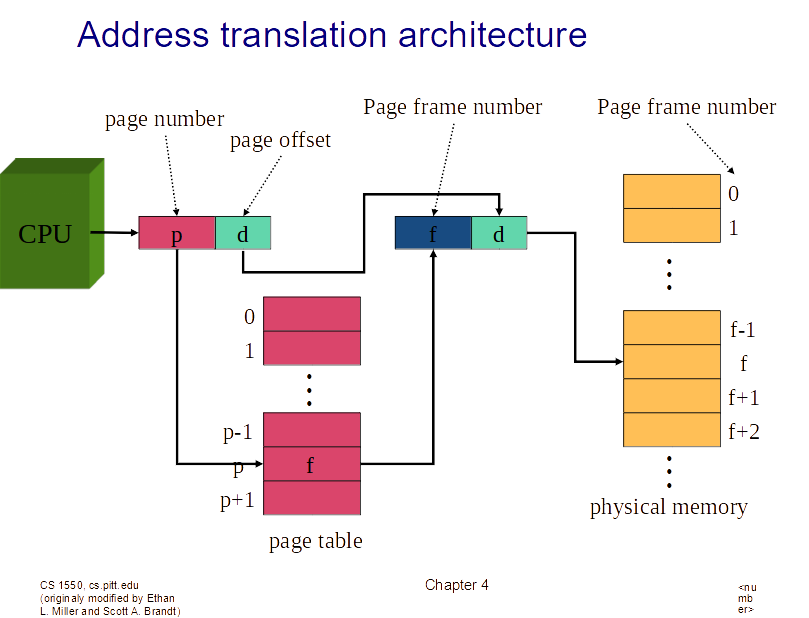 Address translation architecture
page number
page offset
Page frame number
Page frame number
CPU
p
d
f
d
0
1
0
1
p-1
p
f
p+1
page table
f-1
f
f+1
f+2
physical memory
CS 1550, cs.pitt.edu
(originaly modified by Ethan
L. Miller and Scott A. Brandt)
Chapter 4
<nu
mb
er>